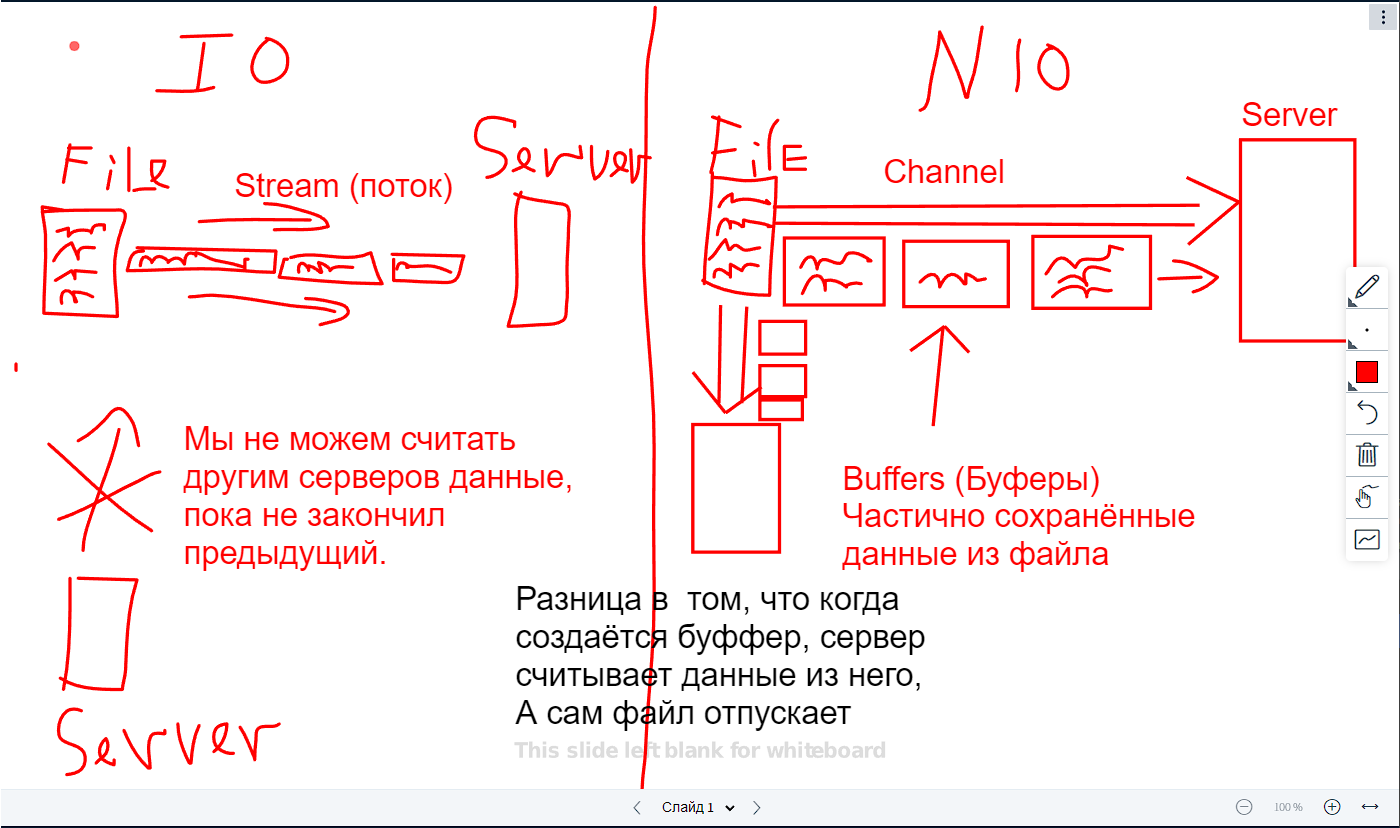 IO
File
Stream (поток)
Server
Мы не можем считать
другим серверов данные,
пока не закончил
предыдущий.
Server
NIO
File
Channel
Server
Buffers (Буферы)
Частично сохранённые
данные из файла
Разница в  том, что когда
создаётся буффер, сервер
считывает данные из него,
А сам файл отпускает
This slide left blank for whiteboard
Слайд 1
100 %